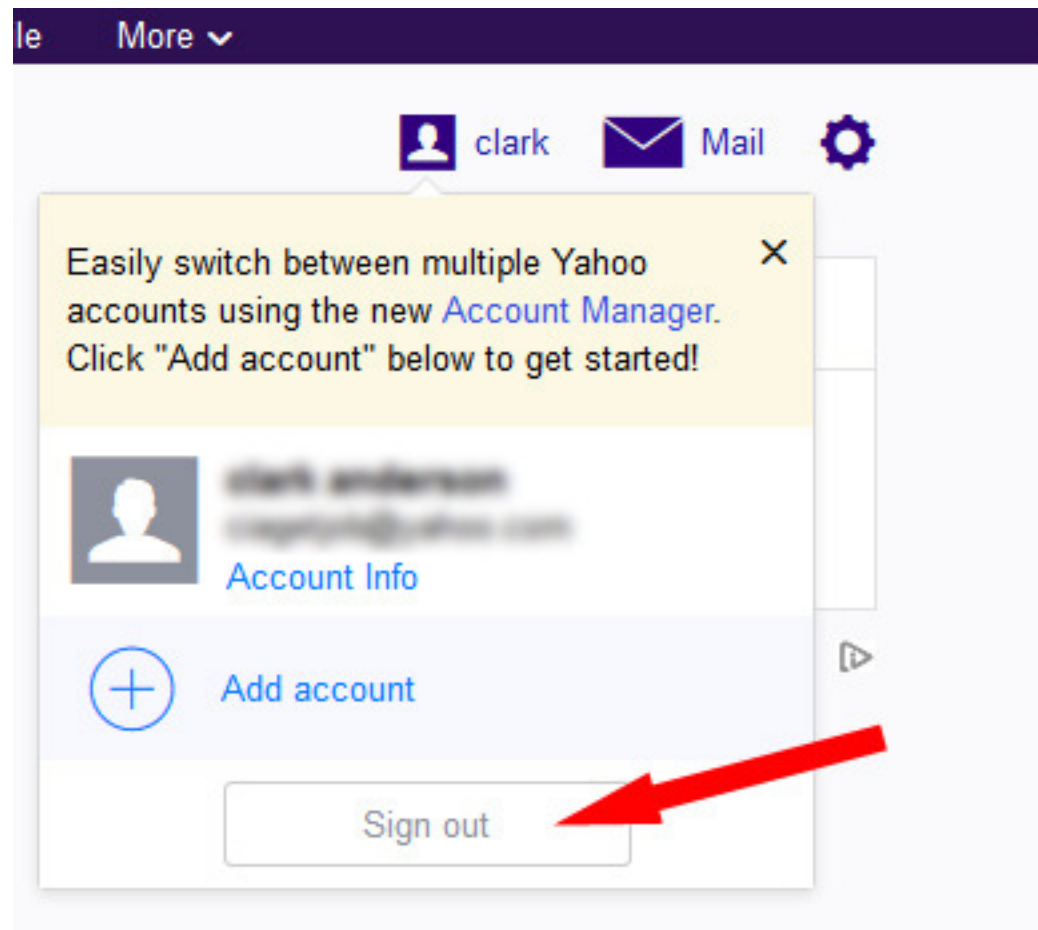 le More
clark Mail
Easily switch between multiple Yahoo
accounts using the new Account Manager.
Click "Add account" below to get started!
Account Info
Add account
Sign out